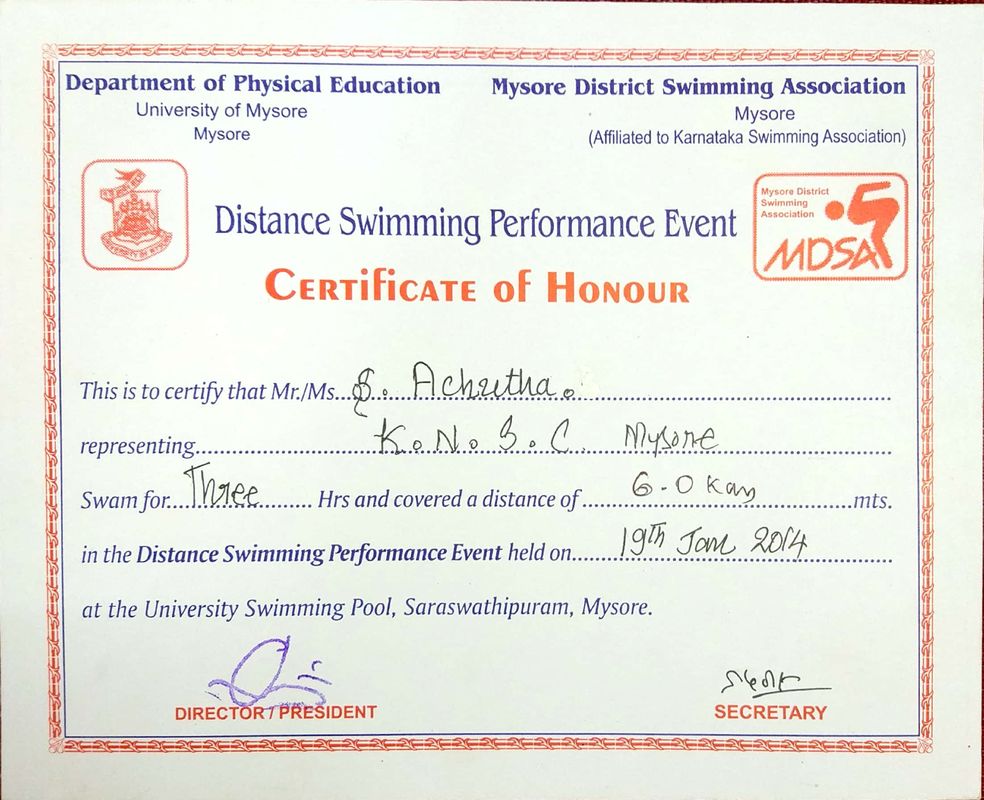 Department of Physical Education
University of Mysore
Mysore
Mysore District Swimming Association
Mysore
(Affiliated to Karnataka Swimming Association)
Mysore District
Swimming
Association
MDSA
Distance Swimming Performance Event
CERTIFICATE OF HONOUR
This is to certify that Mr./Ms. S. Achutha.
representing K.N.S.C. Mysore
Swam for Three Hrs and covered a distance of 6.0 mts.
in the Distance Swimming Performance Event held on 19th Jan 2014
at the University Swimming Pool, Saraswathipuram, Mysore.
DIRECTOR / PRESIDENT
SECRETARY